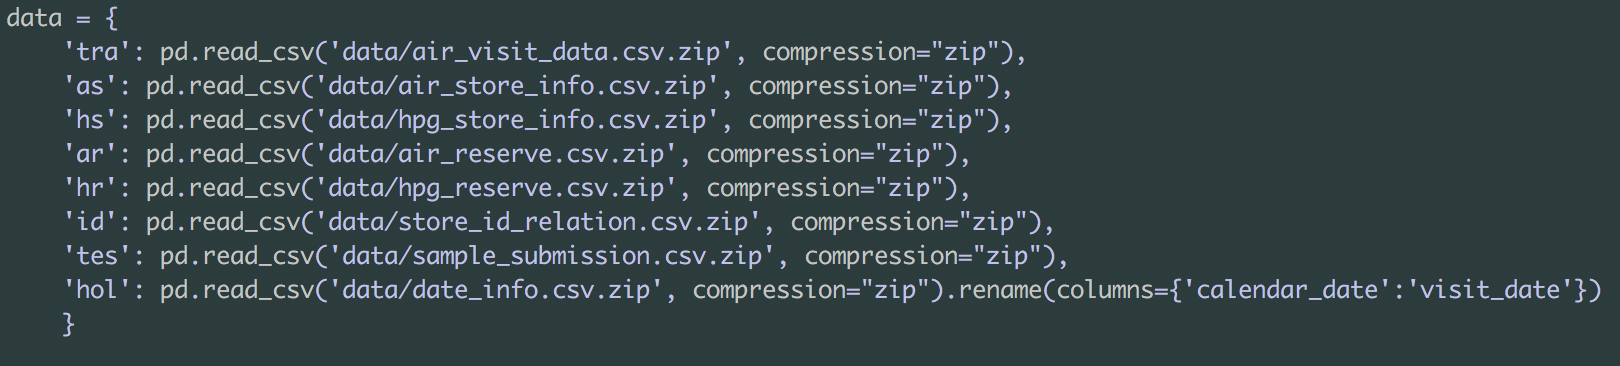 data = {
    'tra': pd.read_csv('data/air_visit_data.csv.zip', compression="zip"),
    'as': pd.read_csv('data/air_store_info.csv.zip', compression="zip"),
    'hs': pd.read_csv('data/hpg_store_info.csv.zip', compression="zip"),
    'ar': pd.read_csv('data/air_reserve.csv.zip', compression="zip"),
    'hr': pd.read_csv('data/hpg_reserve.csv.zip', compression="zip"),
    'id': pd.read_csv('data/store_id_relation.csv.zip', compression="zip"),
    'tes': pd.read_csv('data/sample_submission.csv.zip', compression="zip"),
    'hol': pd.read_csv('data/date_info.csv.zip', compression="zip").rename(columns={'calendar_date':'visit_date'})
    }